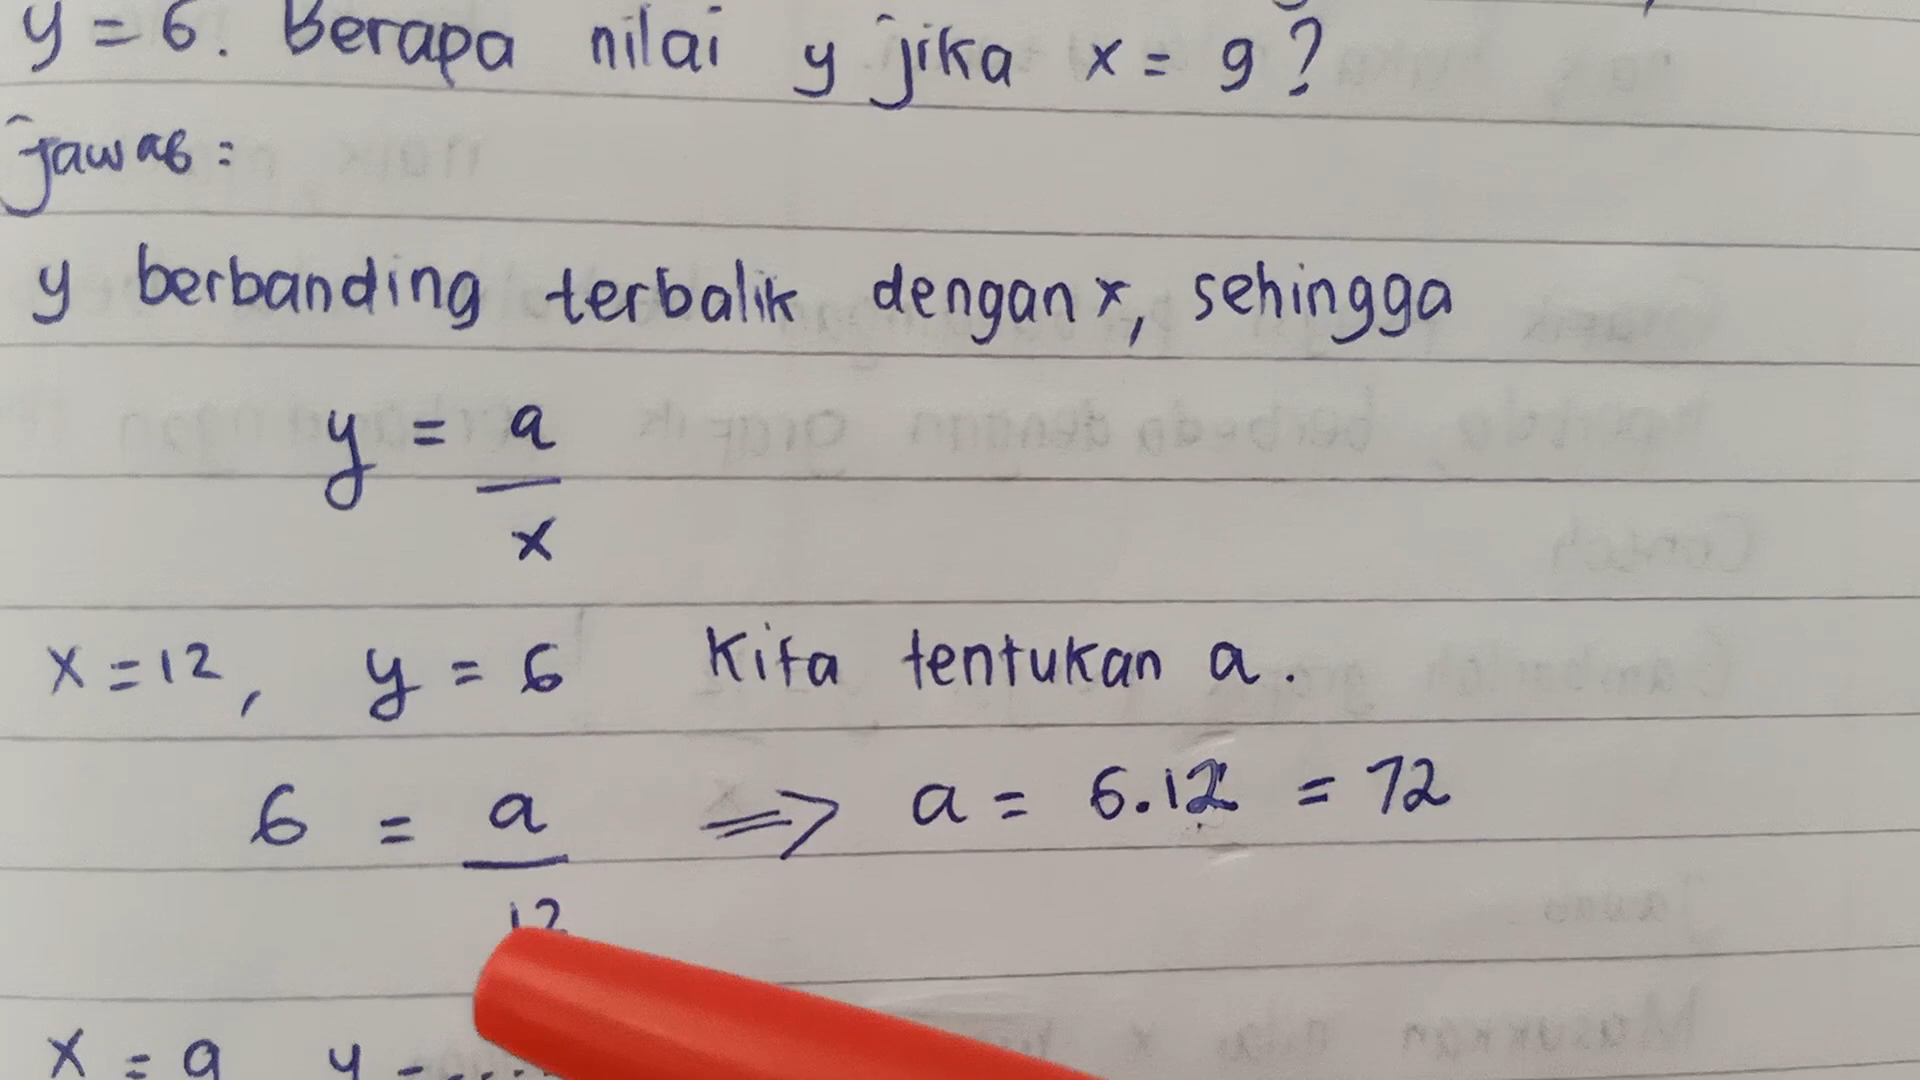 y = 6. Berapa nilai y jika x = 9?
jawab :
y berbanding terbalik dengan x, sehingga
y = a
x
x = 12, y = 6 Kita tentukan a.
6 = a ⇒ a = 6.12 = 72
12
x = 9 y = ....